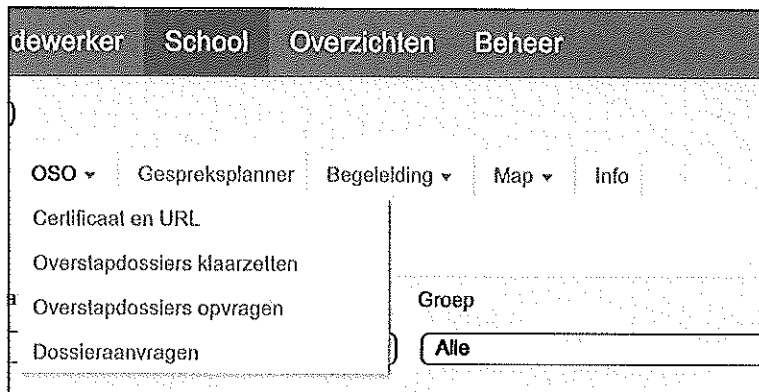 dewerker School Overzichten Beheer
OSO Gespreksplanner Begeleiding Map Info
Certificaat en URL
Overstapdossiers klaarzetten
a
Overstapdossiers opvragen Groep
Dossieraanvragen Alle